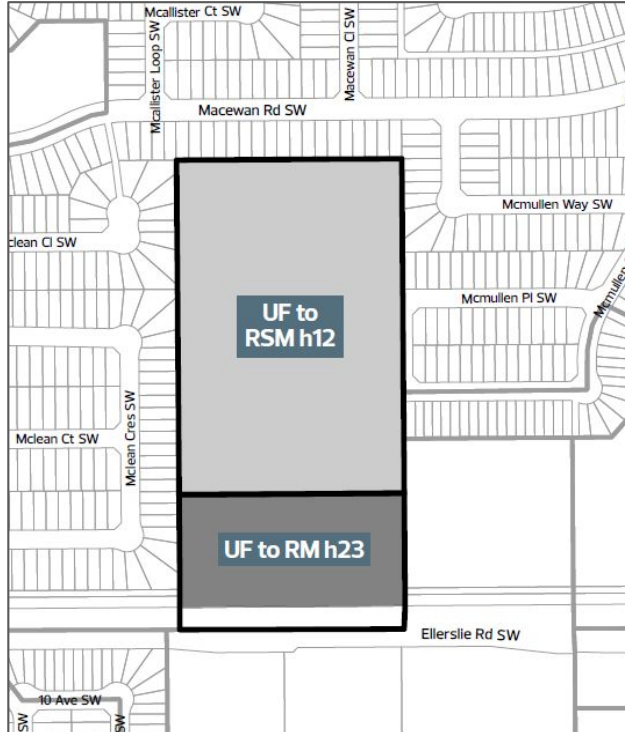 Mcallister Ct SW
Mcallister Loop SW
Macewan Cl SW
Macewan Rd SW
Mcmullen Way SW
clean Cl SW
Mcmullen Pl SW
Mcmullen
UF to
RSM h12
Mclean Cres SW
Mclean Ct SW
UF to RM h23
Ellerslie Rd SW
10 Ave SW
SW
SW